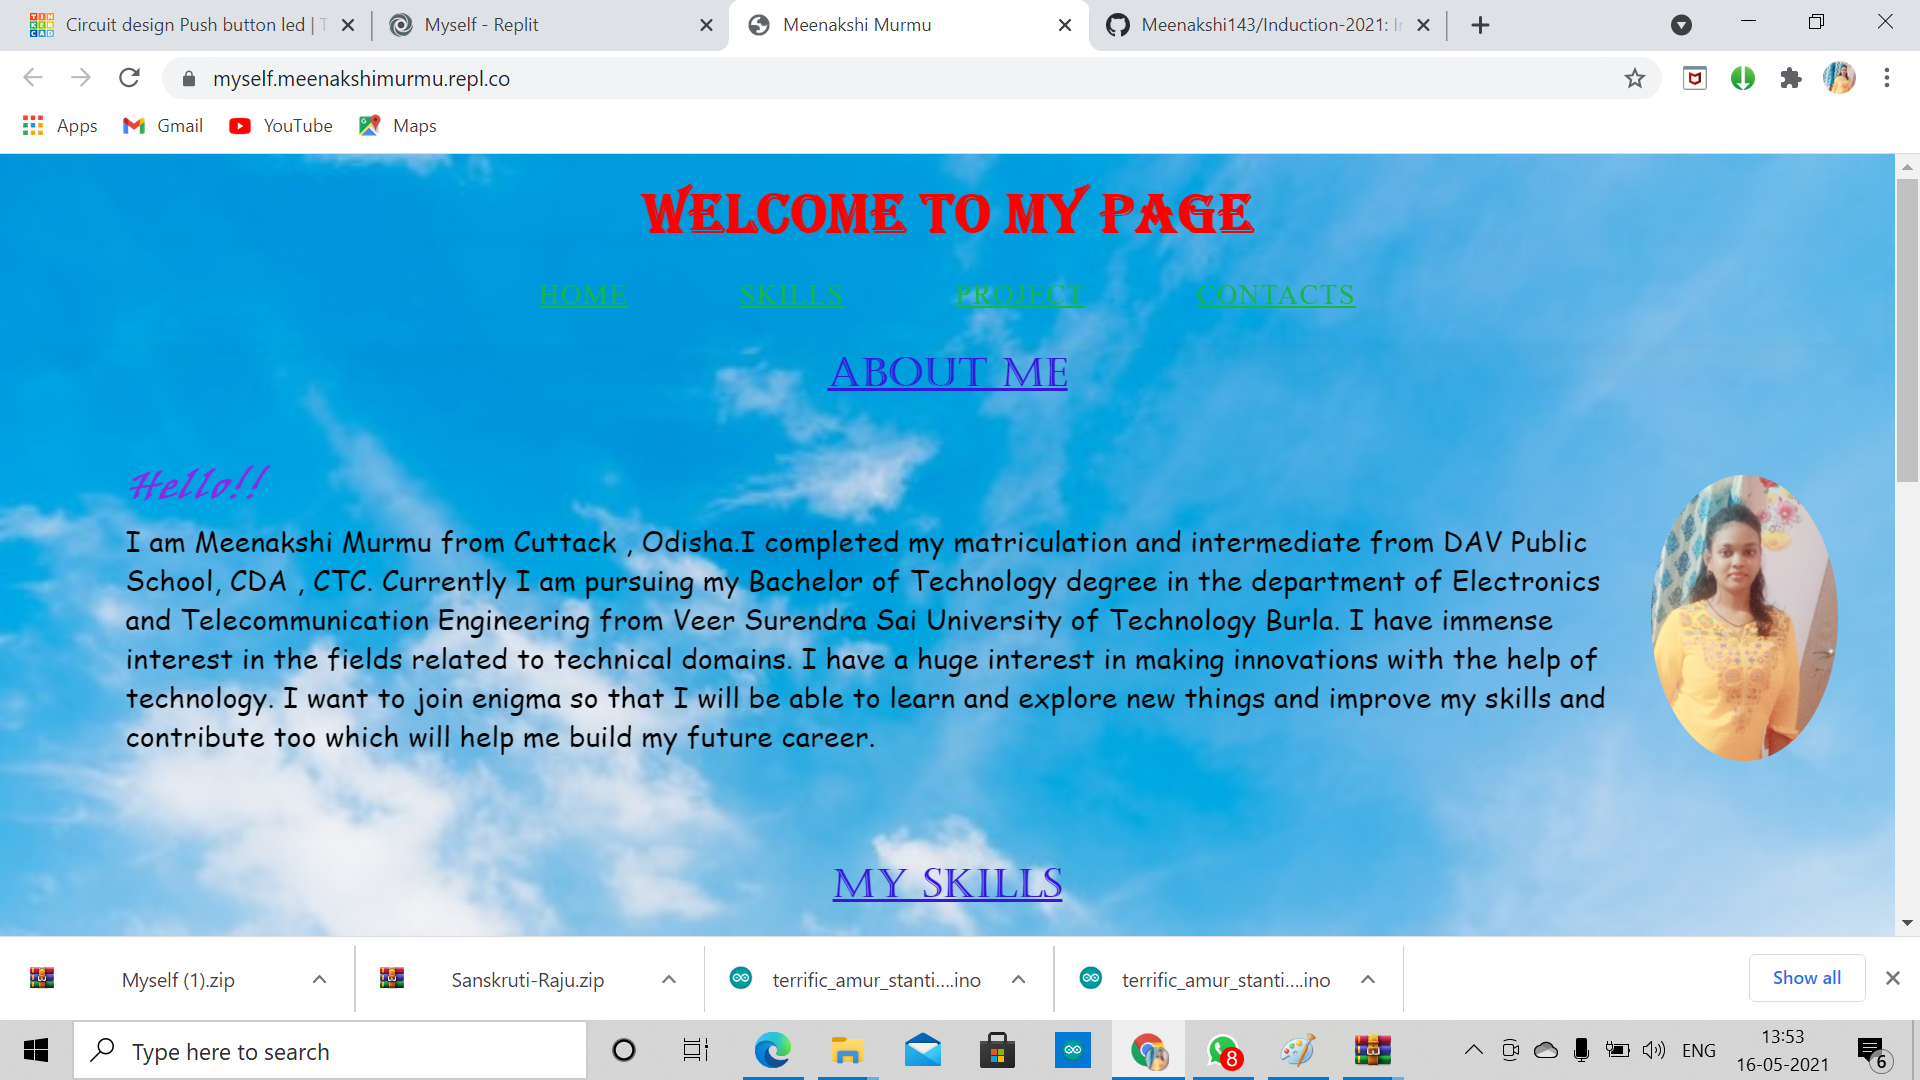 Circuit design Push button led | T
Myself - Replit
Meenakshi Murmu
Meenakshi143/Induction-2021: In
myself.meenakshimurmu.repl.co
Apps
Gmail
YouTube
Maps
WELCOME TO MY PAGE
HOME SKILLS PROJECT CONTACTS
ABOUT ME
Hello!!
I am Meenakshi Murmu from Cuttack , Odisha.I completed my matriculation and intermediate from DAV Public
School, CDA , CTC. Currently I am pursuing my Bachelor of Technology degree in the department of Electronics
and Telecommunication Engineering from Veer Surendra Sai University of Technology Burla. I have immense
interest in the fields related to technical domains. I have a huge interest in making innovations with the help of
technology. I want to join enigma so that I will be able to learn and explore new things and improve my skills and
contribute too which will help me build my future career.
MY SKILLS
Myself (1).zip
Sanskruti-Raju.zip
terrific_amur_stanti....ino
terrific_amur_stanti....ino
Show all
Type here to search
8
ENG
13:53
16-05-2021
6